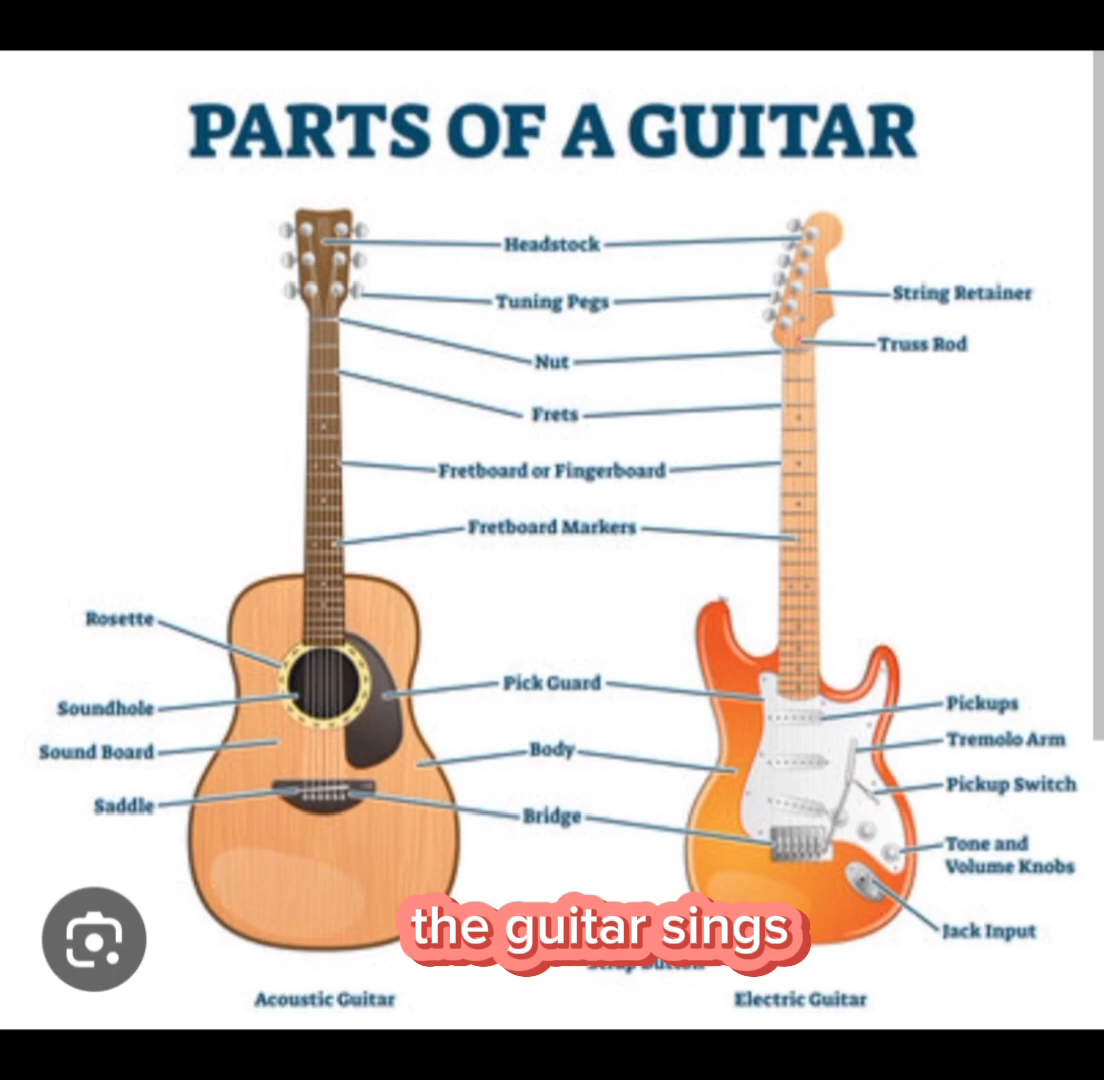 PARTS OF A GUITAR
Headstock
String Retainer
Tuning Pegs
Truss Rod
Nut
Frets
Fretboard or Fingerboard
Fretboard Markers
Rosette
Pick Guard
Pickups
Soundhole
Tremolo Arm
Sound Board
Body
Pickup Switch
Saddle
Bridge
Tone and
Volume Knobs
the guitar sings
Jack Input
Strap Button
Acoustic Guitar
Electric Guitar